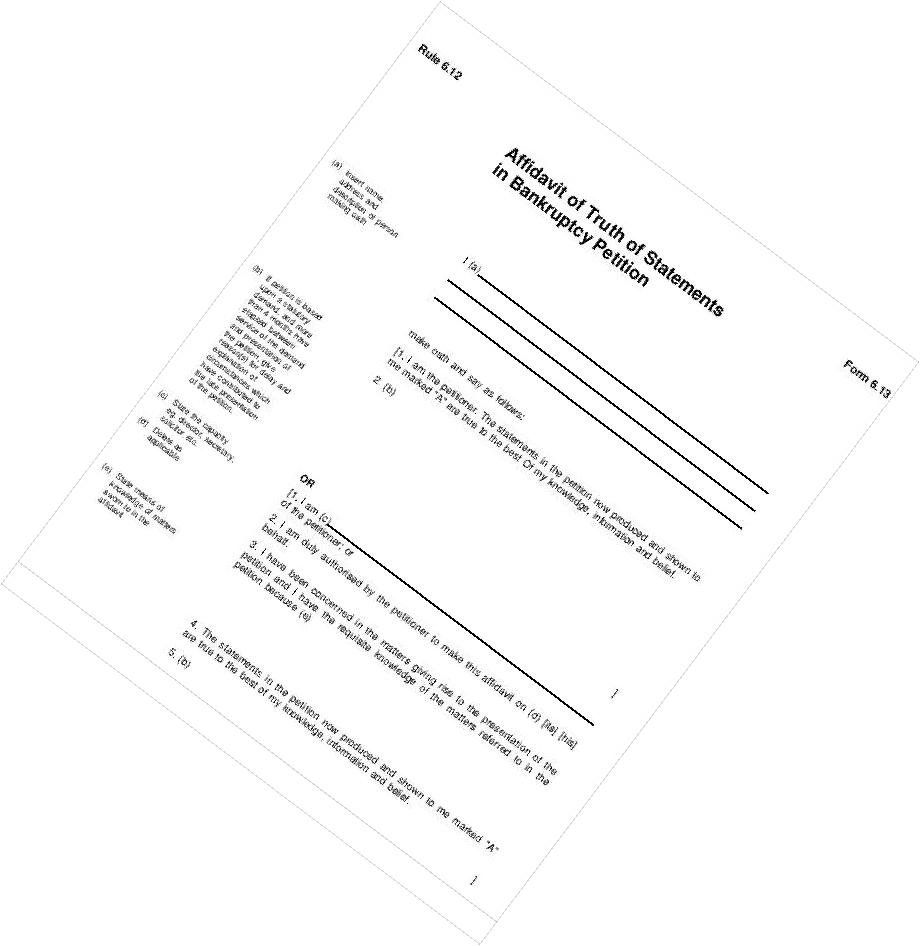 Rule 6.12
Form 6.13
Affidavit of Truth of Statements
in Bankruptcy Petition
(a) Insert name
address and
description of person
making oath
I (a)
make oath and say as follows:
[1. I am the petitioner. The statements in the petition now produced and shown to
me marked "A" are true to the best Of my knowledge, information and belief.
2. (b)
(b) If petition is based
upon a statutory
demand, and more
than 4 months have
elapsed between
service of the demand
and presentation of
the petition, give
reason(s) for delay and
explanation of
circumstances which
have contributed to
the late presentation
of the petition.
]
OR
(c) State the capacity
eg. director, secretary,
solicitor etc.
[1. I am (c)
of the petitioner; or
(d) Delete as
applicable
2. I am duly authorised by the petitioner to make this affidavit on (d) [its] [his]
behalf.
(e) State means of
knowledge of matters
sworn to in the
affidavit
3. I have been concerned in the matters giving rise to the presentation of the
petition and I have the requisite knowledge of the matters referred to in the
petition because (e)
4. The statements in the petition now produced and shown to me marked "A"
are true to the best of my knowledge, information and belief.
5. (b)
]